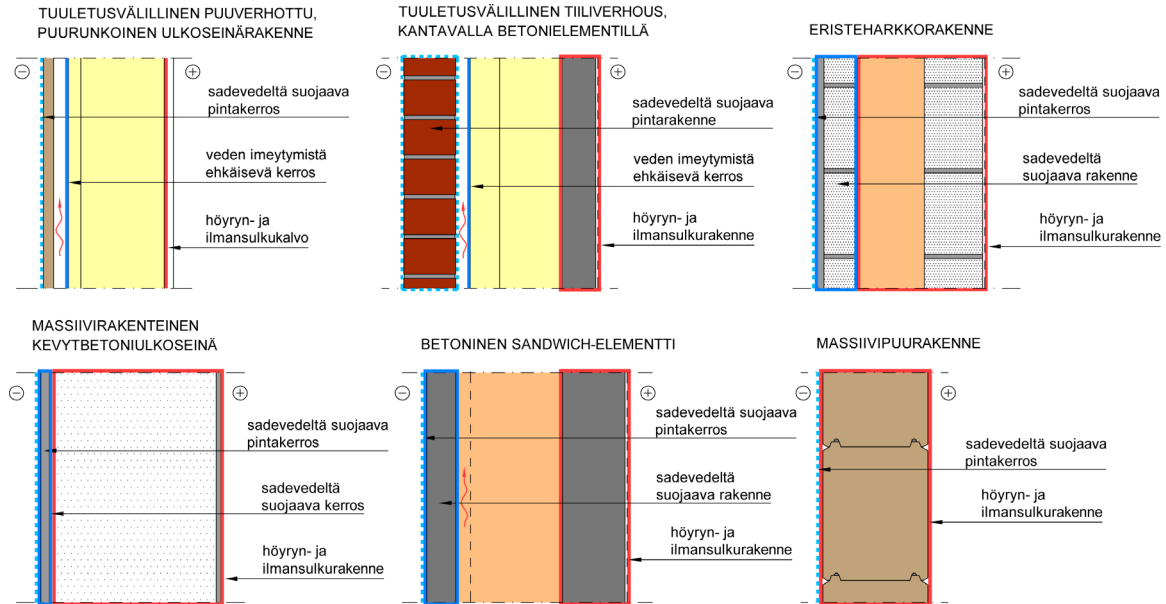 TUULETUSVÄLILLINEN PUUVERHOTTU,
PUURUNKOINEN ULKOSEINÄRAKENNE
sadevedeltä suojaava
pintakerros
veden imeytymistä
ehkäisevä kerros
höyryn- ja
ilmansulkukalvo
TUULETUSVÄLILLINEN TIILIVERHOUS,
KANTAVALLA BETONIELEMENTILLÄ
sadevedeltä suojaava
pintarakenne
veden imeytymistä
ehkäisevä kerros
höyryn- ja
ilmansulkurakenne
ERISTEHARKKORAKENNE
sadevedeltä suojaava
pintakerros
sadevedeltä
suojaava rakenne
höyryn- ja
ilmansulkurakenne
MASSIIVIRAKENTEINEN
KEVYTBETONIULKOSEINÄ
sadevedeltä suojaava
pintakerros
sadevedeltä
suojaava kerros
höyryn- ja
ilmansulkurakenne
BETONINEN SANDWICH-ELEMENTTI
sadevedeltä suojaava
pintakerros
sadevedeltä
suojaava rakenne
höyryn- ja
ilmansulkurakenne
MASSIIVIPUURAKENNE
sadevedeltä suojaava
pintakerros
höyryn- ja
ilmansulkurakenne